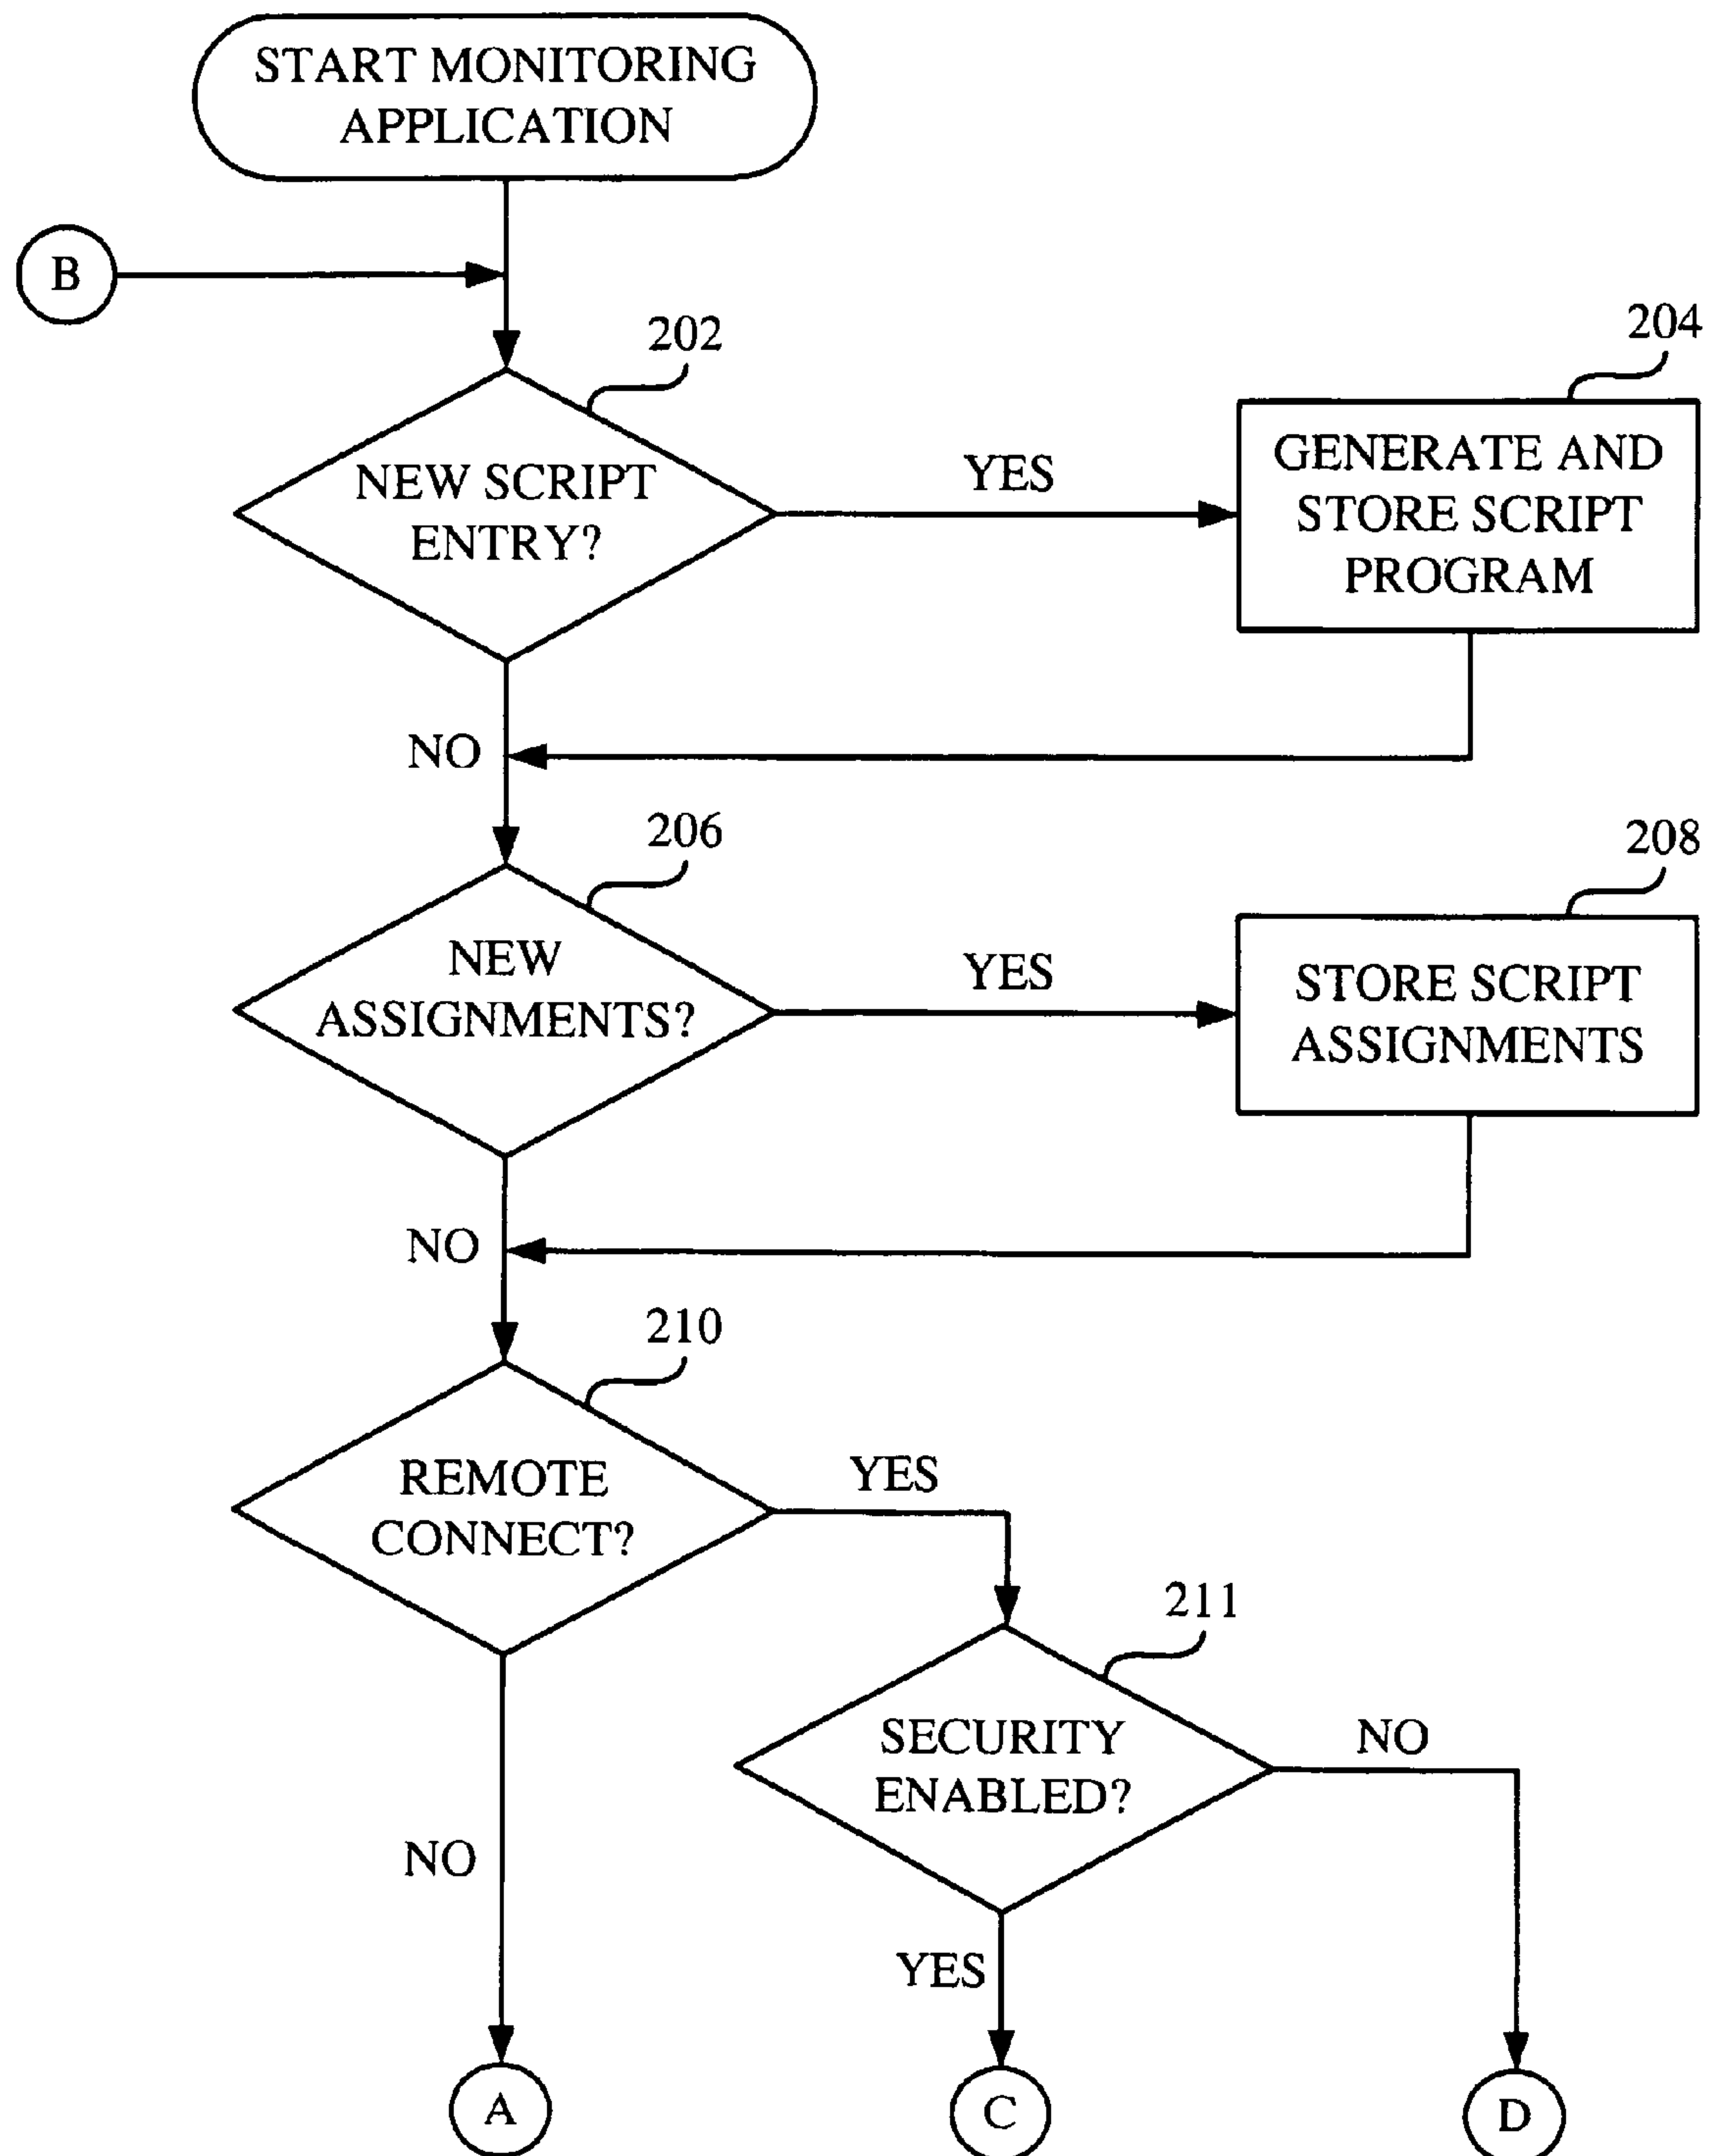 START MONITORING
APPLICATION
B
202
204
NEW SCRIPT
ENTRY?
YES
GENERATE AND
STORE SCRIPT
PROGRAM
NO
206
208
NEW
ASSIGNMENTS?
YES
STORE SCRIPT
ASSIGNMENTS
NO
210
REMOTE
CONNECT?
YES
211
SECURITY
ENABLED?
NO
NO
YES
A
C
D